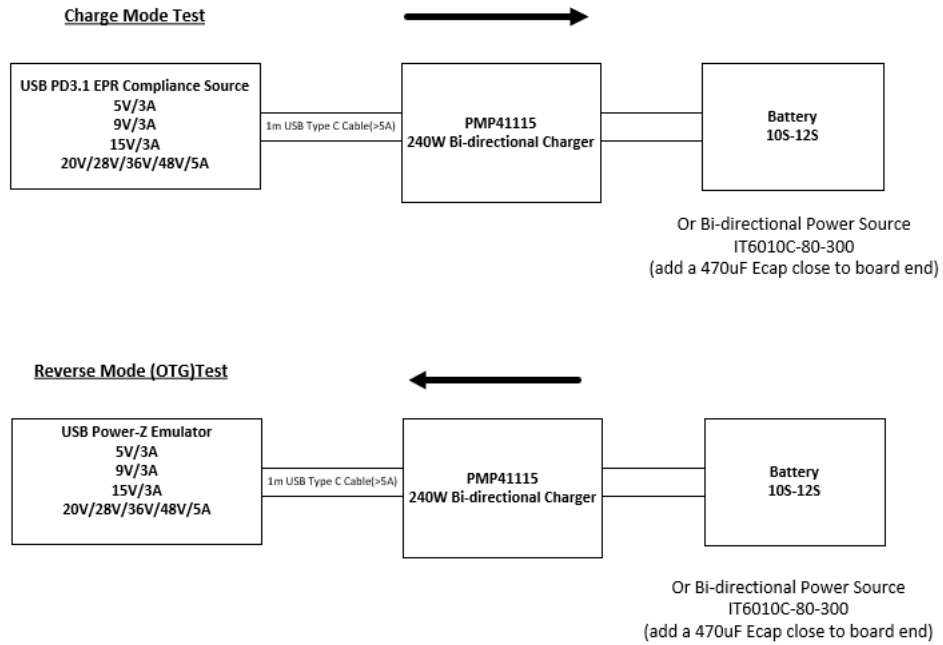 Charge Mode Test
USB PD3.1 EPR Compliance Source
5V/3A
9V/3A
15V/3A
20V/28V/36V/48V/5A
1m USB Type C Cable(>5A)
PMP41115
240W Bi-directional Charger
Battery
10S-12S
Or Bi-directional Power Source
IT6010C-80-300
(add a 470uF Ecap close to board end)
Reverse Mode (OTG)Test
USB Power-Z Emulator
5V/3A
9V/3A
15V/3A
20V/28V/36V/48V/5A
1m USB Type C Cable(>5A)
PMP41115
240W Bi-directional Charger
Battery
10S-12S
Or Bi-directional Power Source
IT6010C-80-300
(add a 470uF Ecap close to board end)